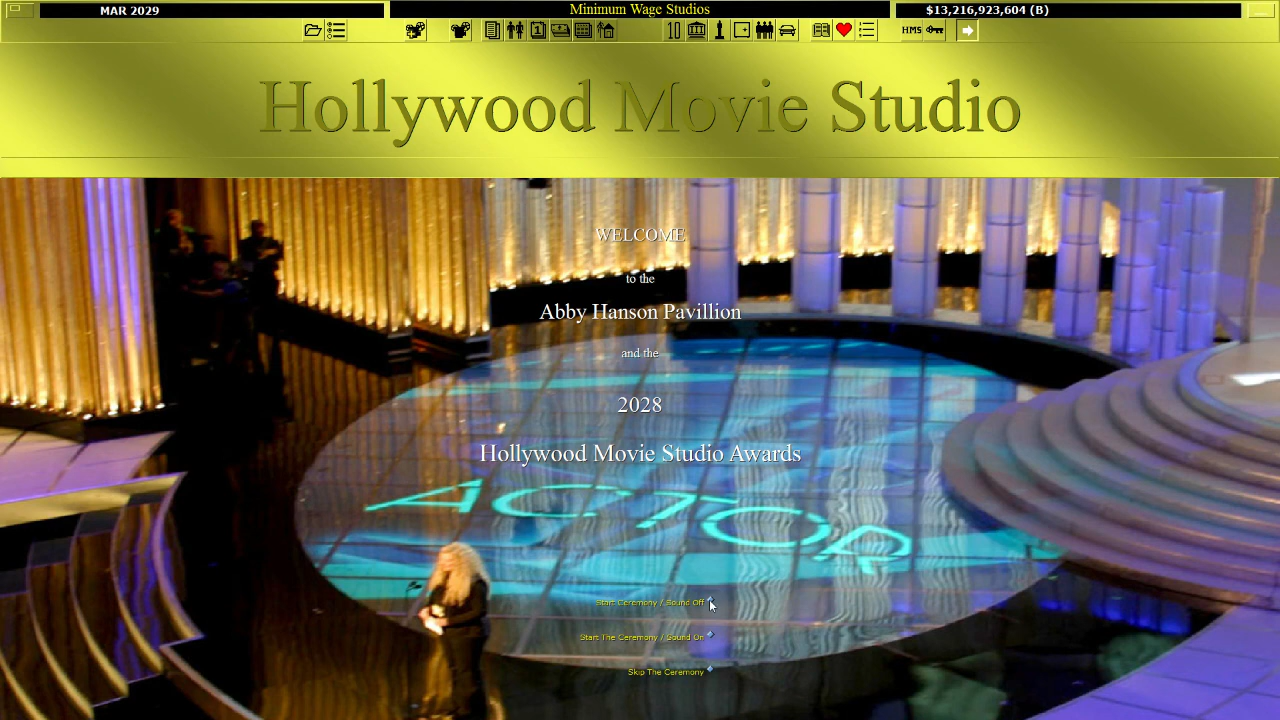 MAR 2029
Minimum Wage Studios
$13,216,923,604 (B)
HMS
Hollywood Movie Studio
WELCOME
to the
Abby Hanson Pavillion
and the
2028
Hollywood Movie Studio Awards
ACTOR
Start Ceremony / Sound Off
Start The Ceremony / Sound On
Skip The Ceremony